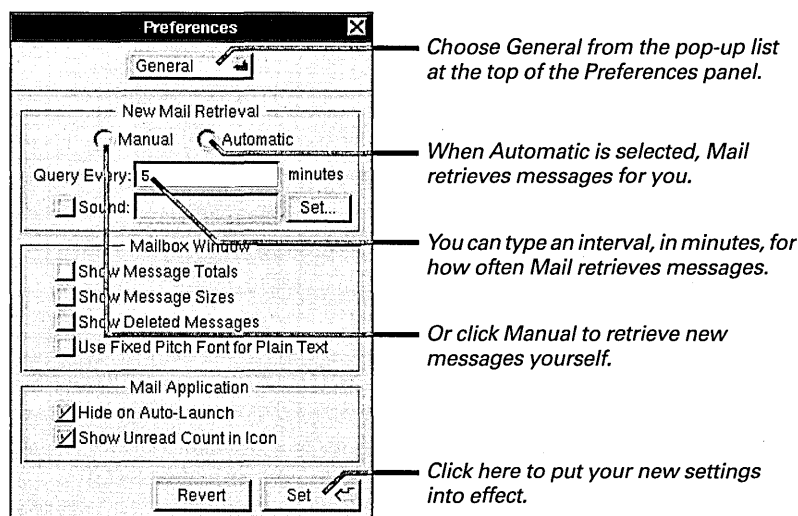 Preferences
General
Choose General from the pop-up list
at the top of the Preferences panel.
New Mail Retrieval
Manual Automatic
When Automatic is selected, Mail
retrieves messages for you.
Query Every: 5 minutes
Sound: Set...
You can type an interval, in minutes, for
how often Mail retrieves messages.
Mailbox Window
Show Message Totals
Show Message Sizes
Show Deleted Messages
Use Fixed Pitch Font for Plain Text
Or click Manual to retrieve new
messages yourself.
Mail Application
Hide on Auto-Launch
Show Unread Count in Icon
Click here to put your new settings
into effect.
Revert Set